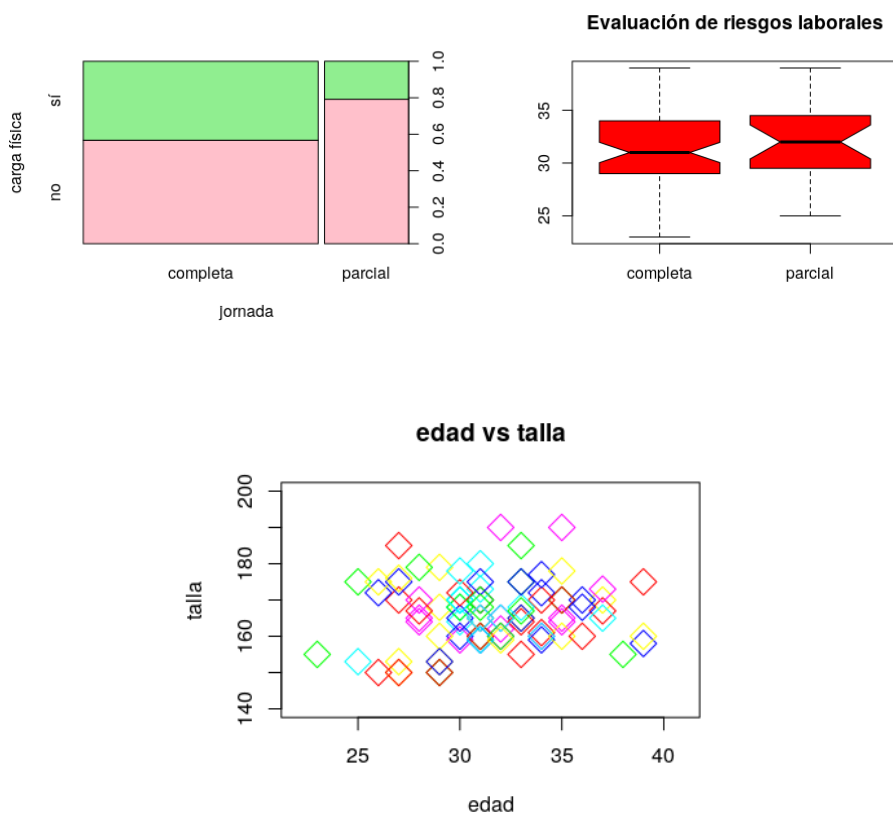 carga física
sí
no
0.0 0.2 0.4 0.6 0.8 1.0
completa parcial
jornada
Evaluación de riesgos laborales
35
30
25
completa parcial
edad vs talla
talla
200
180
160
140
25 30 35 40
edad